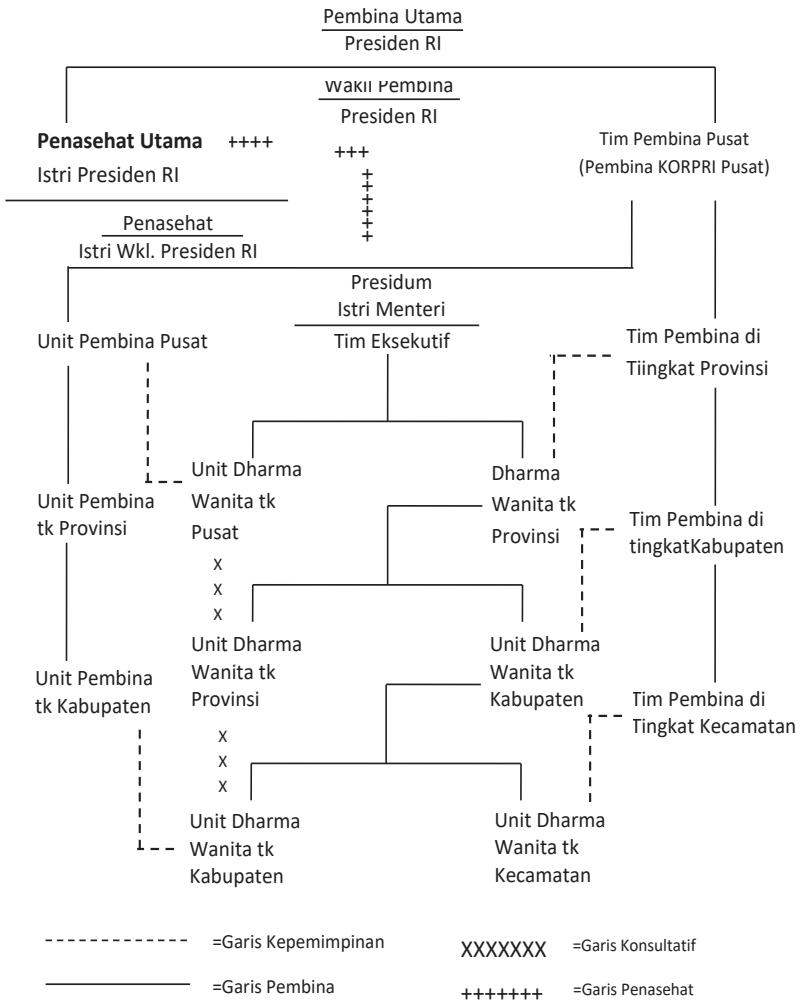 Pembina Utama
Presiden RI
Wakil Pembina
Presiden RI
Penasehat Utama ++++
+++
+
+
+
+
+
+
Istri Presiden RI
Tim Pembina Pusat
(Pembina KORPRI Pusat)
Penasehat
Istri Wkl. Presiden RI
Presidum
Istri Menteri
Tim Eksekutif
Unit Pembina Pusat
Tim Pembina di
Tiingkat Provinsi
Unit Dharma
Wanita tk
Pusat
Dharma
Wanita tk
Provinsi
Unit Pembina
tk Provinsi
Tim Pembina di
tingkatKabupaten
X
X
X
Unit Dharma
Wanita tk
Provinsi
Unit Dharma
Wanita tk
Kabupaten
Unit Pembina
tk Kabupaten
Tim Pembina di
Tingkat Kecamatan
X
X
X
Unit Dharma
Wanita tk
Kabupaten
Unit Dharma
Wanita tk
Kecamatan
=Garis Kepemimpinan
XXXXXXX =Garis Konsultatif
=Garis Pembina
+++++++ =Garis Penasehat